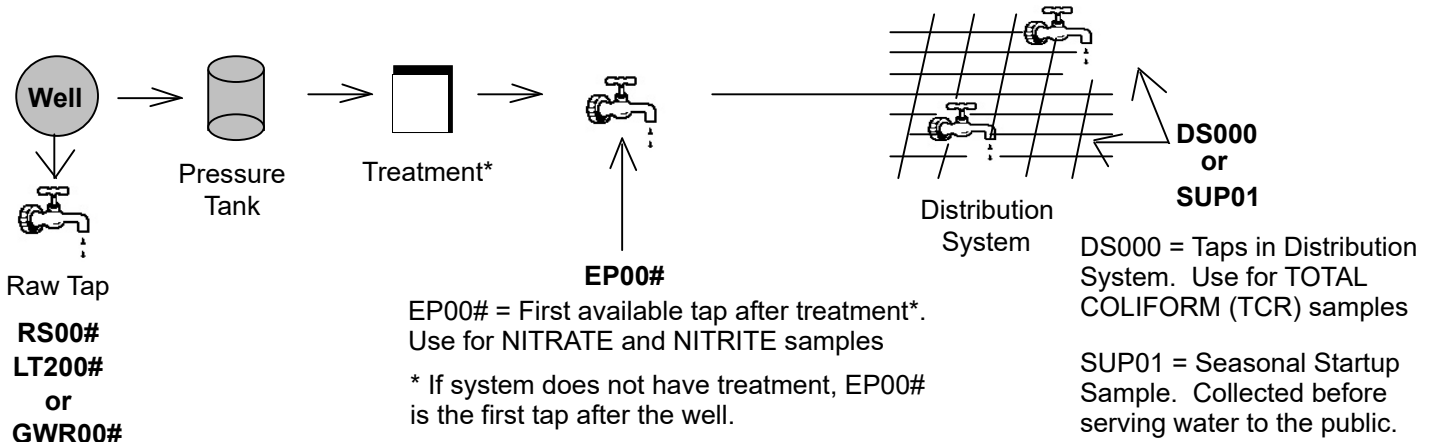 Well
Raw Tap
RS00#
LT200#
or
GWR00#
Pressure
Tank
Treatment*
EP00#
EP00# = First available tap after treatment*.
Use for NITRATE and NITRITE samples
* If system does not have treatment, EP00#
is the first tap after the well.
Distribution
System
DS000
or
SUP01
DS000 = Taps in Distribution
System.  Use for TOTAL
COLIFORM (TCR) samples
SUP01 = Seasonal Startup
Sample.  Collected before
serving water to the public.